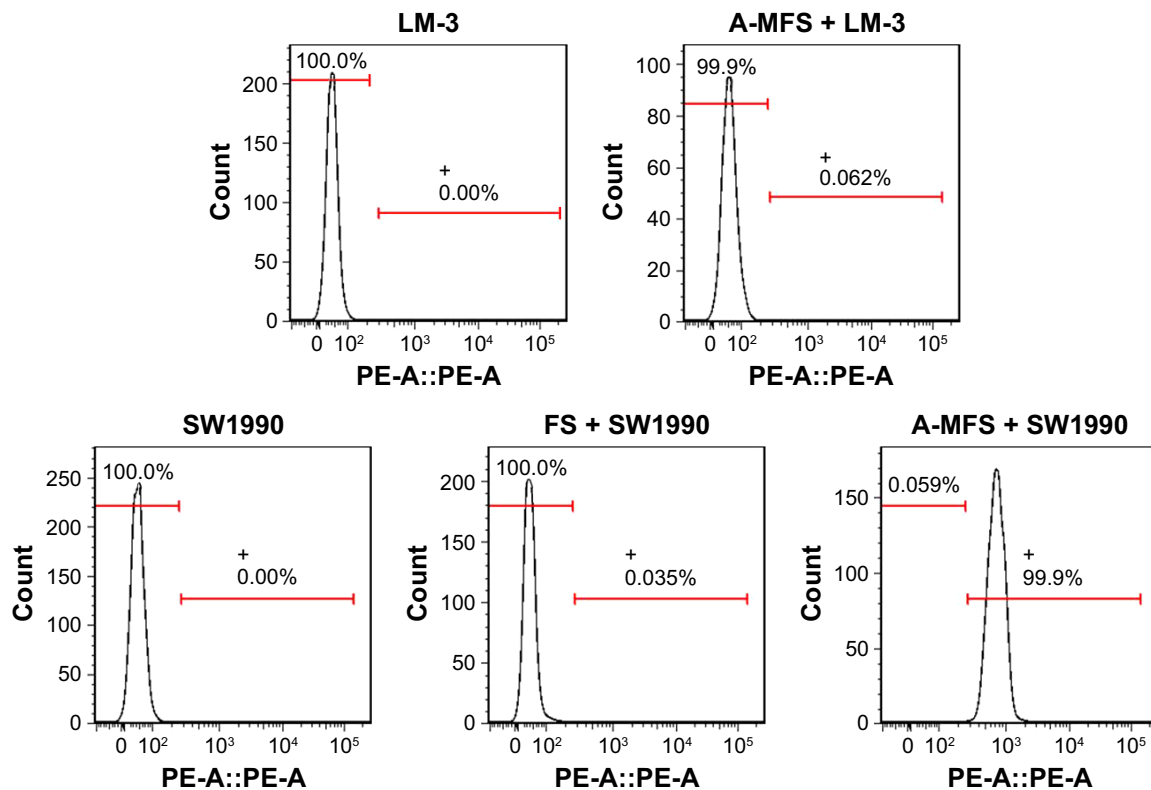 LM-3
100.0%
+
0.00%
Count
200
150
100
50
0
0 10² 10³ 10⁴ 10⁵
PE-A::PE-A
A-MFS + LM-3
99.9%
+
0.062%
Count
100
80
60
40
20
0
0 10² 10³ 10⁴ 10⁵
PE-A::PE-A
SW1990
100.0%
+
0.00%
Count
250
200
150
100
50
0
0 10² 10³ 10⁴ 10⁵
PE-A::PE-A
FS + SW1990
100.0%
+
0.035%
Count
200
150
100
50
0
0 10² 10³ 10⁴ 10⁵
PE-A::PE-A
A-MFS + SW1990
0.059%
+
99.9%
Count
150
100
50
0
0 10² 10³ 10⁴ 10⁵
PE-A::PE-A